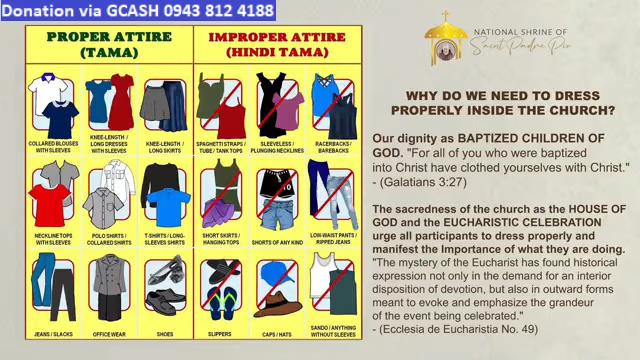 Donation via GCASH 0943 812 4188
PROPER ATTIRE
(TAMA)
IMPROPER ATTIRE
(HINDI TAMA)
COLLARED BLOUSES
WITH SLEEVES
KNEE-LENGTH /
LONG DRESSES
WITH SLEEVES
KNEE-LENGTH /
LONG SKIRTS
SPAGHETTI STRAPS /
TUBE / TANK TOPS
SLEEVELESS /
PLUNGING NECKLINES
RACERBACKS /
BAREBACKS
NECKLINE TOPS
WITH SLEEVES
POLO SHIRTS /
COLLARED SHIRTS
T-SHIRTS / LONG-
SLEEVES SHIRTS
SHORT SKIRTS /
HANGING TOPS
SHORTS OF ANY KIND
LOW-WAIST PANTS /
RIPPED JEANS
JEANS / SLACKS
OFFICE WEAR
SHOES
SLIPPERS
CAPS / HATS
SANDO / ANYTHING
WITHOUT SLEEVES
NATIONAL SHRINE OF
Saint Padre Pio
WHY DO WE NEED TO DRESS
PROPERLY INSIDE THE CHURCH?
Our dignity as BAPTIZED CHILDREN OF
GOD. "For all of you who were baptized
into Christ have clothed yourselves with Christ."
- (Galatians 3:27)
The sacredness of the church as the HOUSE OF
GOD and the EUCHARISTIC CELEBRATION
urge all participants to dress properly and
manifest the Importance of what they are doing.
"The mystery of the Eucharist has found historical
expression not only in the demand for an interior
disposition of devotion, but also in outward forms
meant to evoke and emphasize the grandeur
of the event being celebrated."
- (Ecclesia de Eucharistia No. 49)